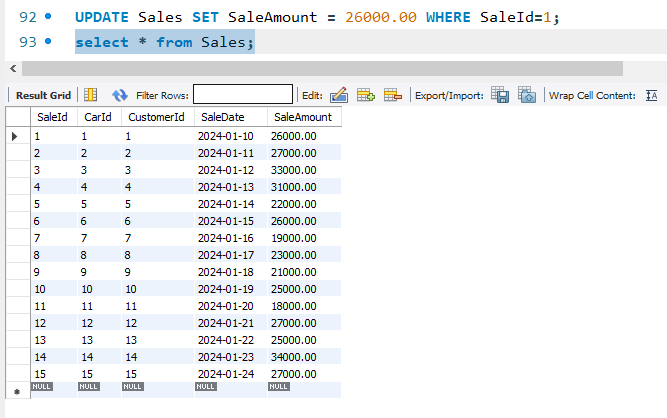 92 UPDATE Sales SET SaleAmount = 26000.00 WHERE SaleId=1;
93 select * from Sales;
Result Grid Filter Rows: Edit: Export/Import: Wrap Cell Content:
SaleId CarId CustomerId SaleDate SaleAmount
1 1 1 2024-01-10 26000.00
2 2 2 2024-01-11 27000.00
3 3 3 2024-01-12 33000.00
4 4 4 2024-01-13 31000.00
5 5 5 2024-01-14 22000.00
6 6 6 2024-01-15 26000.00
7 7 7 2024-01-16 19000.00
8 8 8 2024-01-17 23000.00
9 9 9 2024-01-18 21000.00
10 10 10 2024-01-19 25000.00
11 11 11 2024-01-20 18000.00
12 12 12 2024-01-21 27000.00
13 13 13 2024-01-22 25000.00
14 14 14 2024-01-23 34000.00
15 15 15 2024-01-24 27000.00
NULL NULL NULL NULL NULL